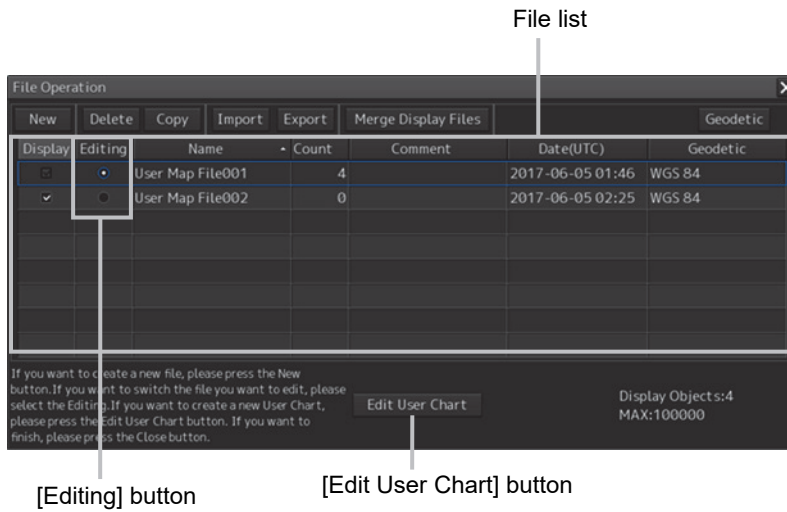 File list
File Operation
New Delete Copy Import Export Merge Display Files Geodetic
Display Editing Name Count Comment Date(UTC) Geodetic
User Map File001 4 2017-06-05 01:46 WGS 84
User Map File002 0 2017-06-05 02:25 WGS 84
If you want to create a new file, please press the New
button.If you want to switch the file you want to edit, please
select the Editing.If you want to create a new User Chart,
please press the Edit User Chart button. If you want to
finish, please press the Close button.
Edit User Chart
Display Objects:4
MAX:100000
[Editing] button
[Edit User Chart] button